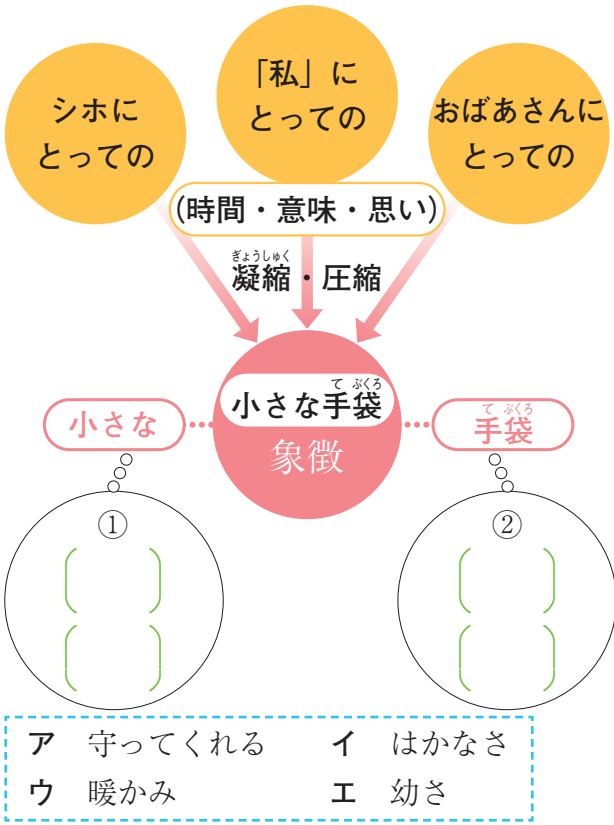 シホに
とっての
「私」に
とっての
おばあさんに
とっての
(時間・意味・思い)
ぎょうしゅく
凝縮・圧縮
て ぶくろ
小さな手袋
象徴
小さな
て ぶくろ
手袋
①
②
ア 守ってくれる イ はかなさ
ウ 暖かみ エ 幼さ